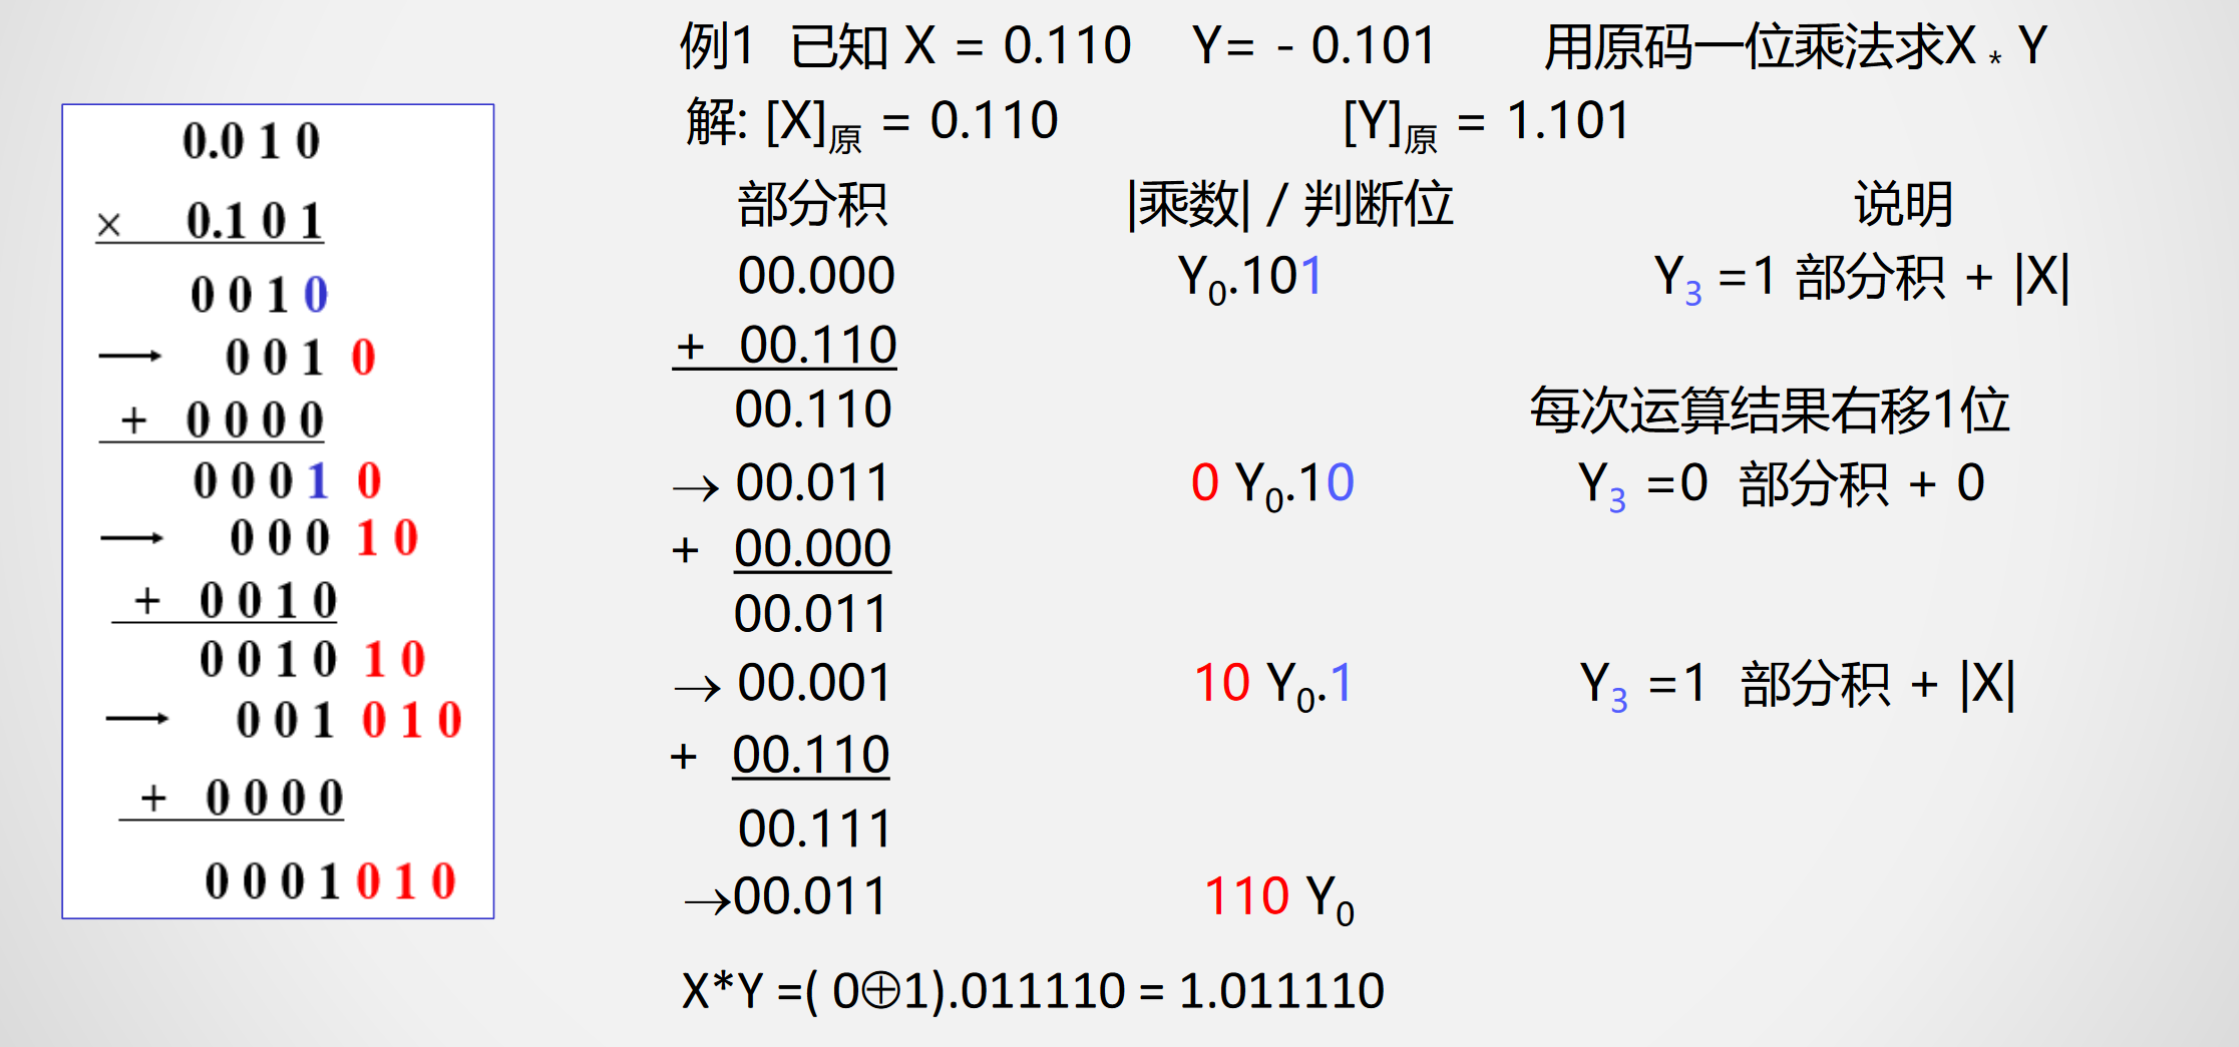 例1 已知 X = 0.110 Y= - 0.101 用原码一位乘法求X * Y
解: [X]原 = 0.110 [Y]原 = 1.101
部分积 |乘数| / 判断位 说明
00.000 Y0.101 Y3 =1 部分积 + |X|
+ 00.110
00.110 每次运算结果右移1位
→ 00.011 0 Y0.10 Y3 =0 部分积 + 0
+ 00.000
00.011
→ 00.001 10 Y0.1 Y3 =1 部分积 + |X|
+ 00.110
00.111
→00.011 110 Y0
X*Y =( 0⊕1).011110 = 1.011110
0.0 1 0
× 0.1 0 1
0 0 1 0
→ 0 0 1 0
+ 0 0 0 0
0 0 0 1 0
→ 0 0 0 1 0
+ 0 0 1 0
0 0 1 0 1 0
→ 0 0 1 0 1 0
+ 0 0 0 0
0 0 0 1 0 1 0